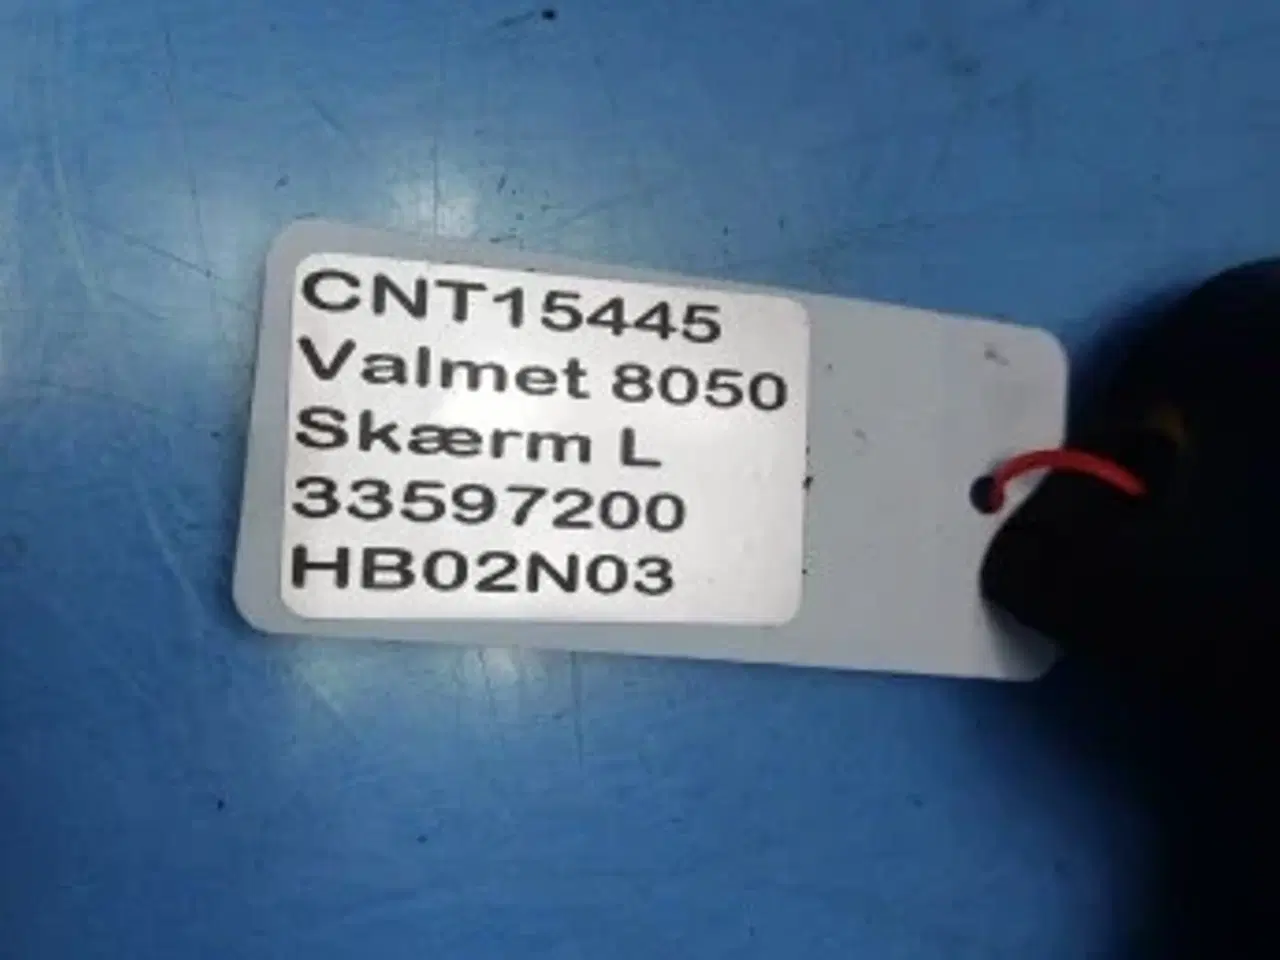 CNT15445
Valmet 8050
Skærm L
33597200
HB02N03